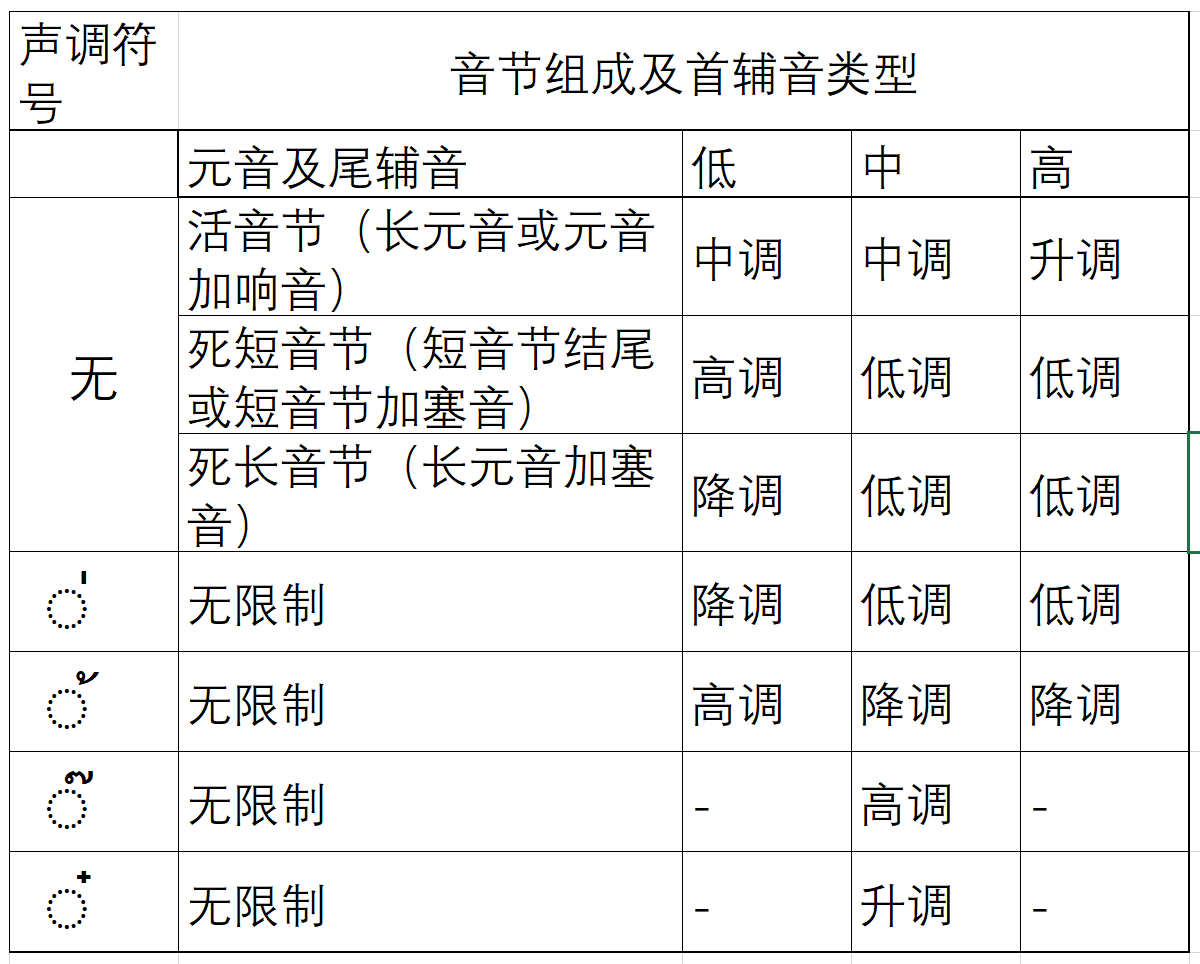 声调符
号
音节组成及首辅音类型
元音及尾辅音 低 中 高
活音节（长元音或元音
加响音） 中调 中调 升调
无
死短音节（短音节结尾
或短音节加塞音） 高调 低调 低调
死长音节（长元音加塞
音） 降调 低调 低调
◌่ 无限制 降调 低调 低调
◌้ 无限制 高调 降调 降调
◌๊ 无限制 - 高调 -
◌๋ 无限制 - 升调 -